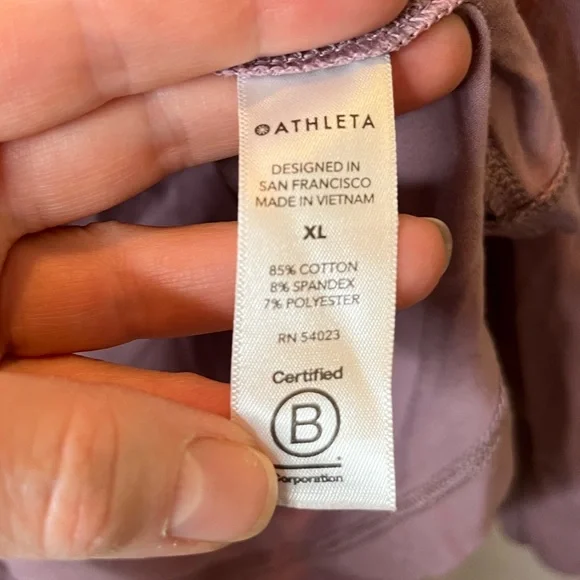 ATHLETA
DESIGNED IN
SAN FRANCISCO
MADE IN VIETNAM
XL
85% COTTON
8% SPANDEX
7% POLYESTER
RN 54023
Certified
B
Corporation